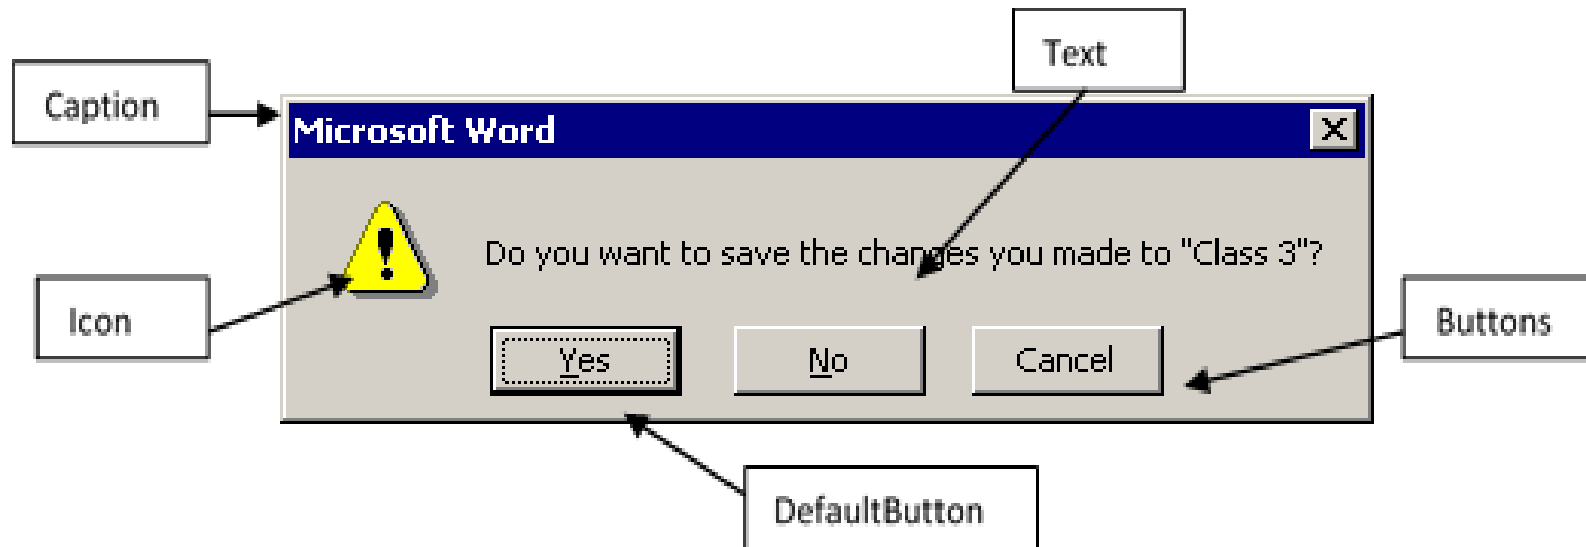 Text
Caption
Microsoft Word
Do you want to save the changes you made to "Class 3"?
Icon
Buttons
Yes
No
Cancel
DefaultButton